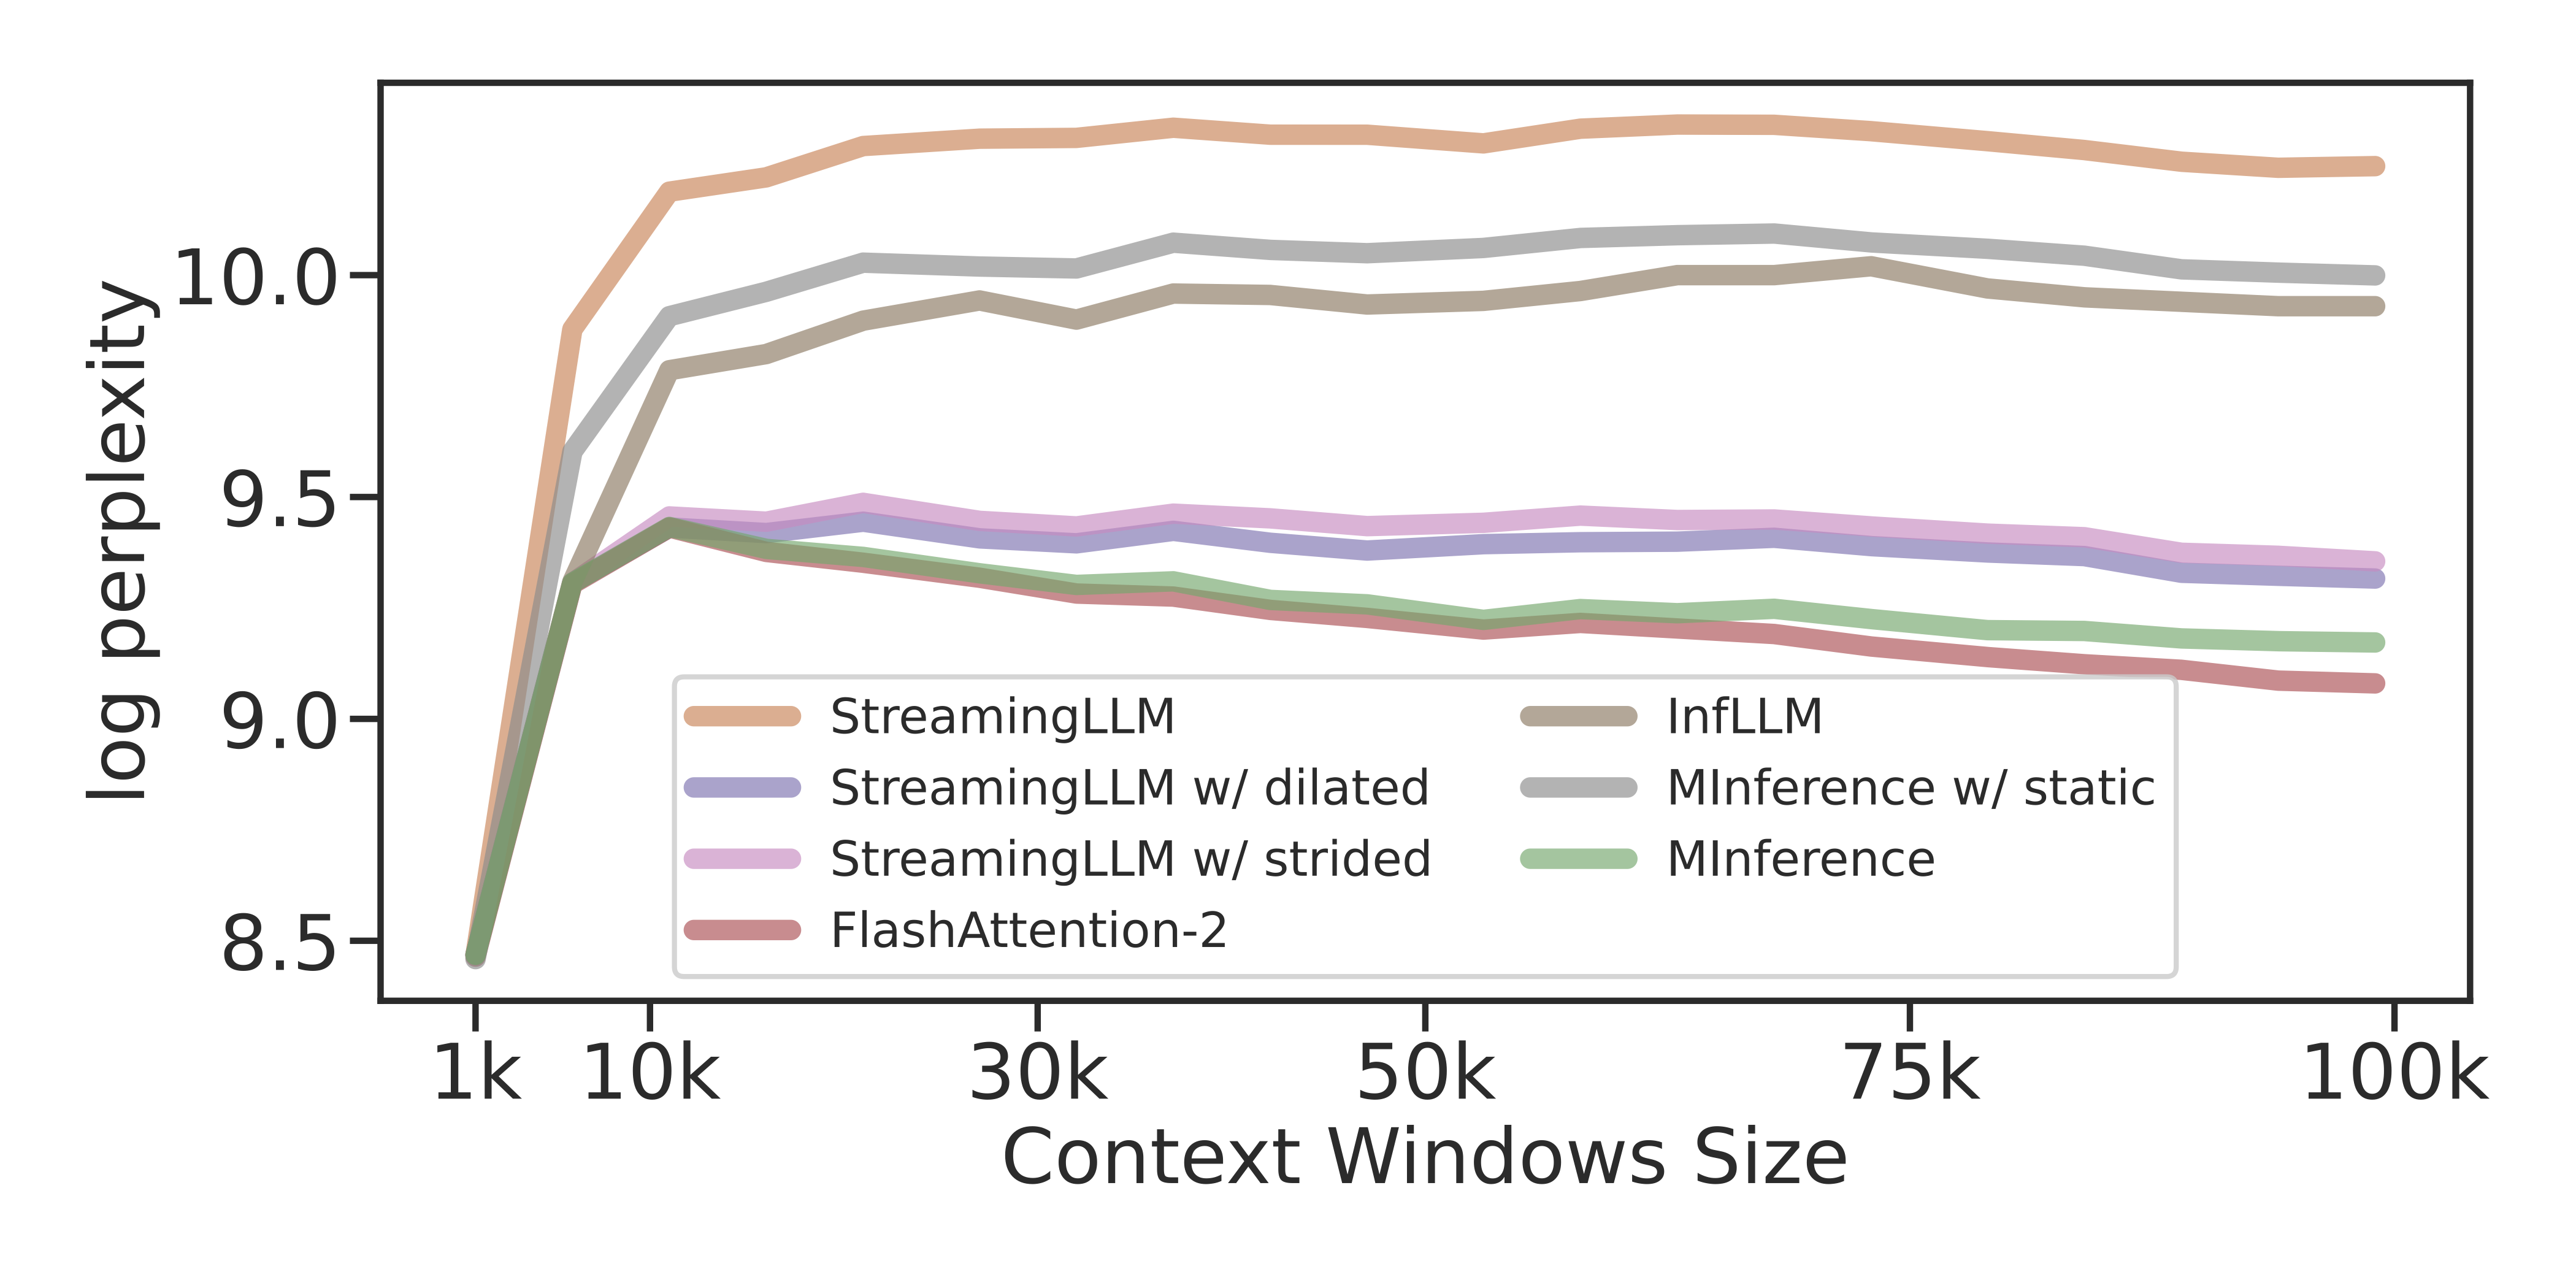 log perplexity
10.0
9.5
9.0
8.5
StreamingLLM
StreamingLLM w/ dilated
StreamingLLM w/ strided
FlashAttention-2
InfLLM
MInference w/ static
MInference
1k 10k 30k 50k 75k 100k
Context Windows Size